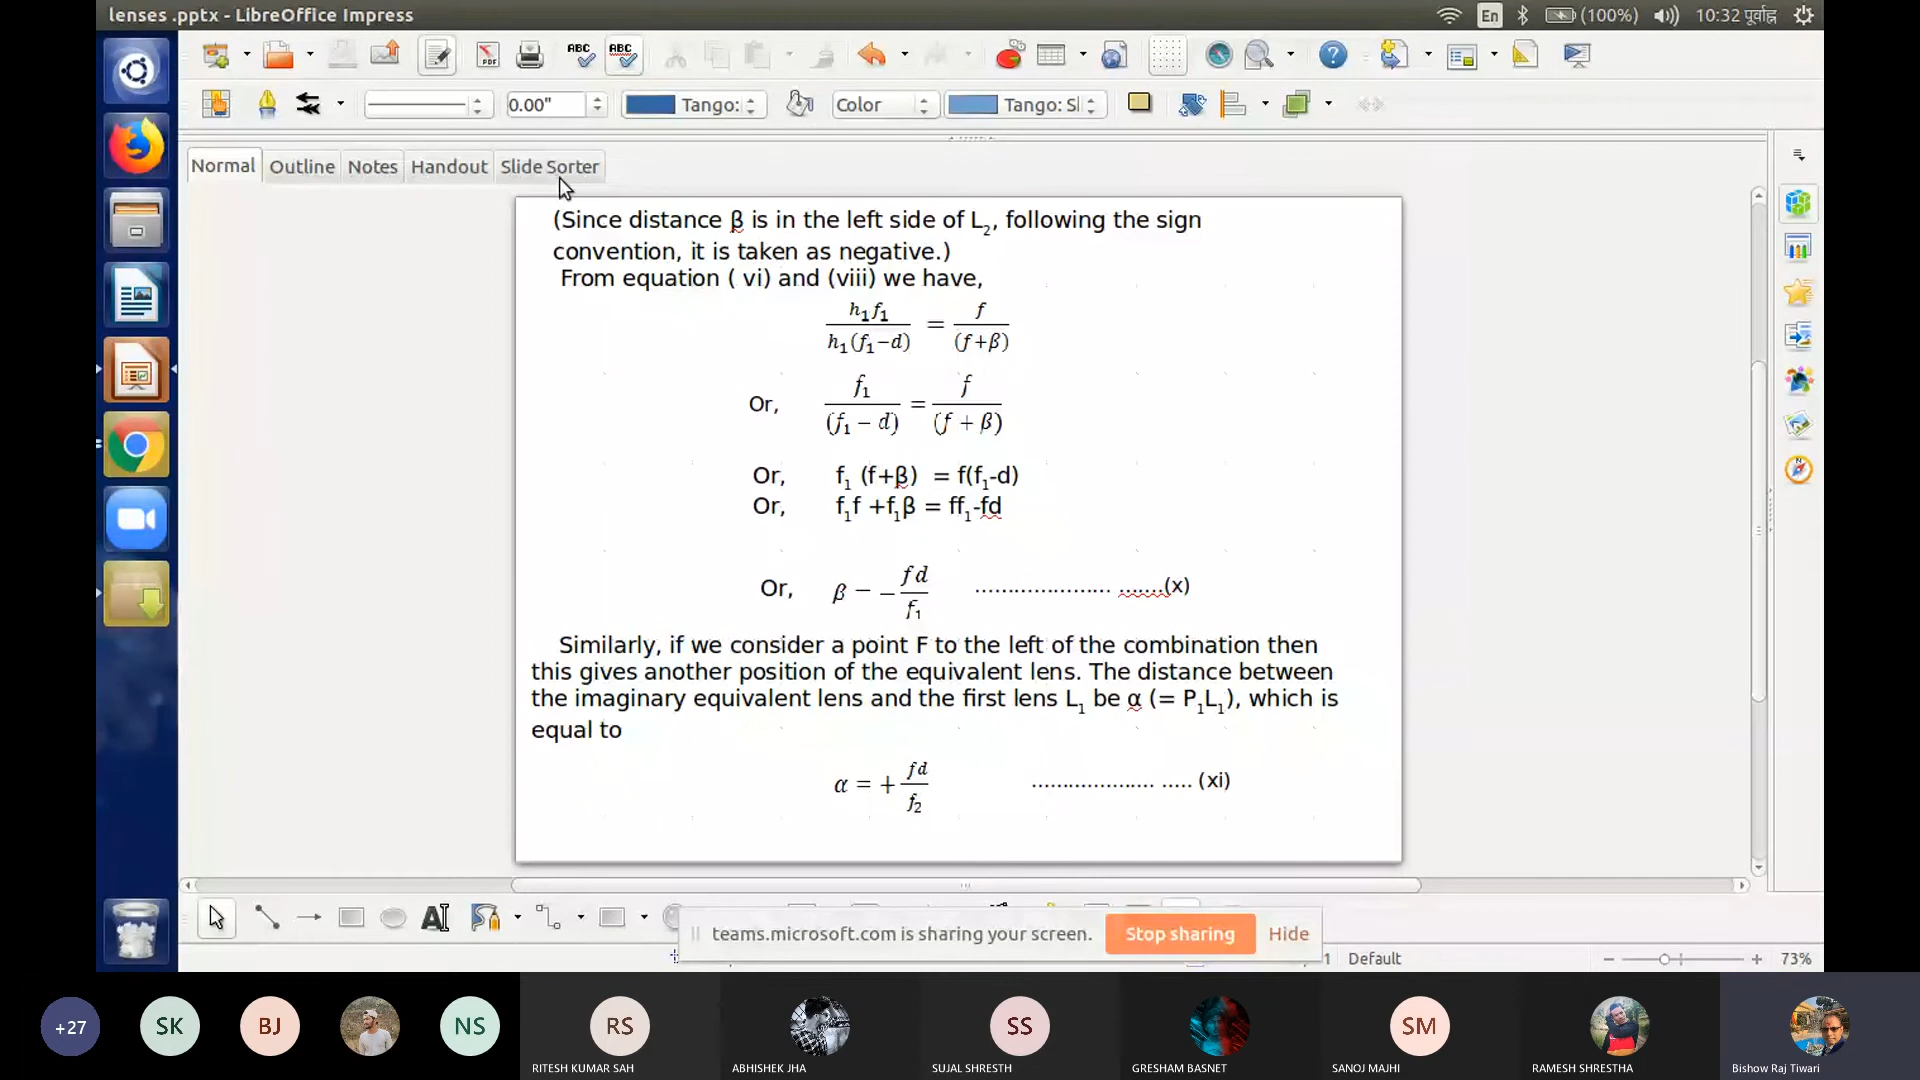 lenses .pptx - LibreOffice Impress
En
(100%)
10:32 पूर्वाह्न
PDF
ABC
ABC
0.00"
Tango:
Color
Tango: Sl
Normal
Outline
Notes
Handout
Slide Sorter
(Since distance β is in the left side of L₂, following the sign
convention, it is taken as negative.)
From equation ( vi) and (viii) we have,
h₁f₁ / h₁(f₁−d) = f / (f+β)
Or, f₁ / (f₁ − d) = f / (f + β)
Or, f₁ (f+β) = f(f₁-d)
Or, f₁f +f₁β = ff₁-fd
Or, β − − fd / f₁ ..................... .......(x)
Similarly, if we consider a point F to the left of the combination then
this gives another position of the equivalent lens. The distance between
the imaginary equivalent lens and the first lens L₁ be α (= P₁L₁), which is
equal to
α = + fd / f₂ .................... ..... (xi)
teams.microsoft.com is sharing your screen.
Stop sharing
Hide
1
Default
73%
+27
SK
BJ
NS
RS
SS
SM
RITESH KUMAR SAH
ABHISHEK JHA
SUJAL SHRESTH
GRESHAM BASNET
SANOJ MAJHI
RAMESH SHRESTHA
Bishow Raj Tiwari